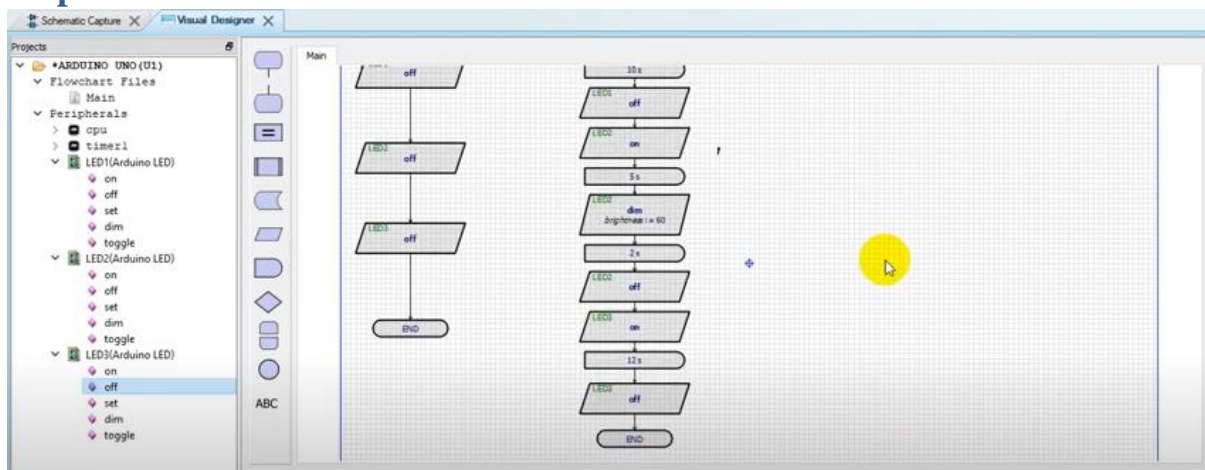 Schematic Capture
Visual Designer
Projects
*ARDUINO UNO (U1)
Flowchart Files
Main
Peripherals
cpu
timer1
LED1(Arduino LED)
on
off
set
dim
toggle
LED2(Arduino LED)
on
off
set
dim
toggle
LED3(Arduino LED)
on
off
set
dim
toggle
ABC
Main
off
LED2
off
LED3
off
END
10 s
LED1
off
LED2
on
5 s
LED2
dim
brightness := 60
2 s
LED2
off
LED3
on
12 s
LED3
off
END